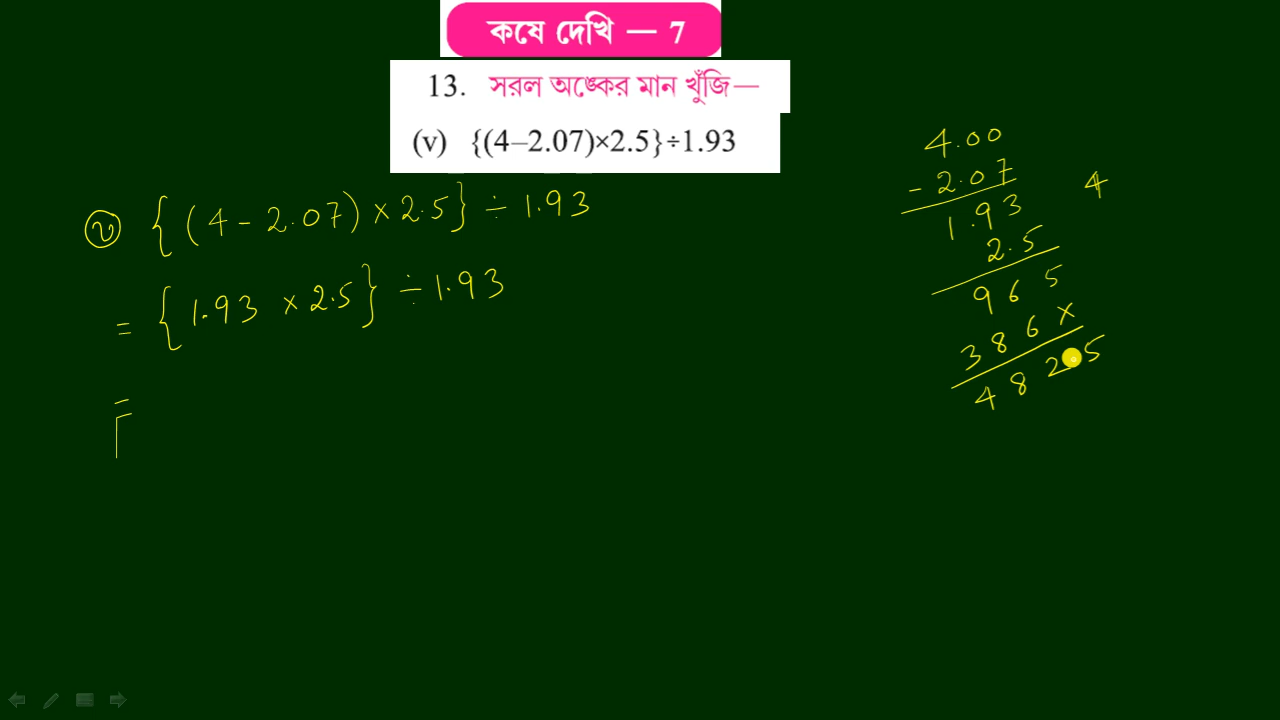 কষে দেখি — 7
13. সরল অঙ্কের মান খুঁজি—
(v) {(4–2.07)×2.5}÷1.93
(v) {(4 - 2.07) × 2.5} ÷ 1.93
= {1.93 × 2.5} ÷ 1.93
=
4.00
- 2.07
4
1.93
2.5
965
386×
4825